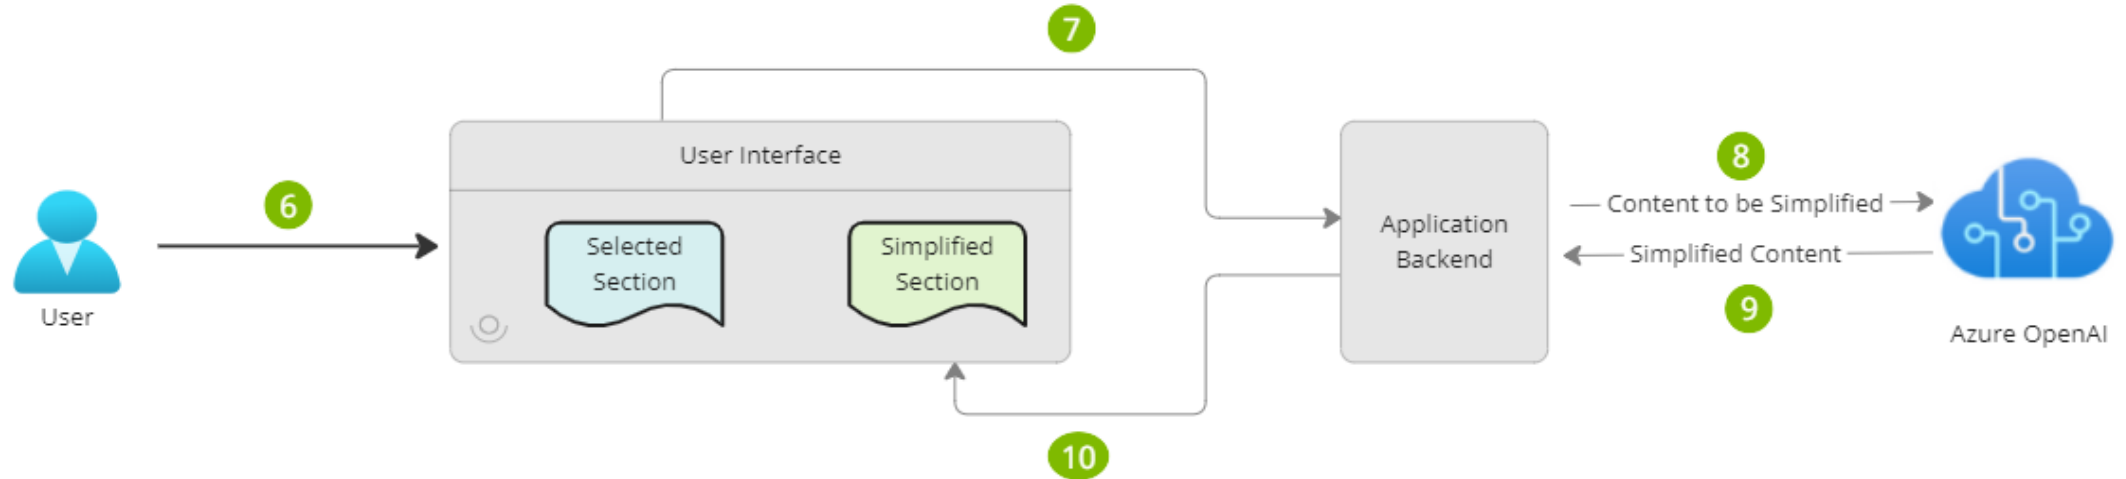 7
User Interface
6
Selected
Section
Simplified
Section
User
Application
Backend
8
Content to be Simplified
Simplified Content
9
Azure OpenAI
10